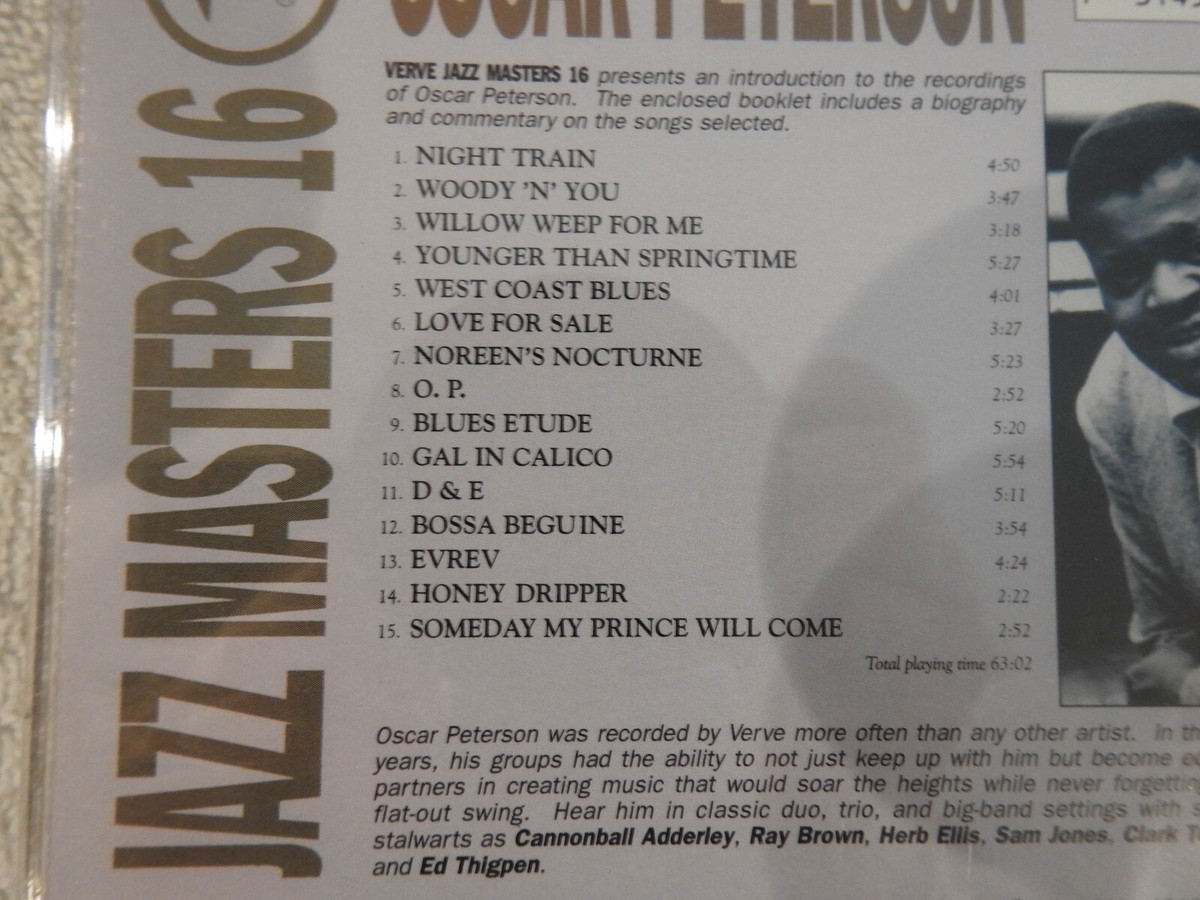 OSCAR PETERSON
JAZZ MASTERS 16
VERVE JAZZ MASTERS 16 presents an introduction to the recordings
of Oscar Peterson. The enclosed booklet includes a biography
and commentary on the songs selected.
1. NIGHT TRAIN 4:50
2. WOODY 'N' YOU 3:47
3. WILLOW WEEP FOR ME 3:18
4. YOUNGER THAN SPRINGTIME 5:27
5. WEST COAST BLUES 4:01
6. LOVE FOR SALE 3:27
7. NOREEN'S NOCTURNE 5:23
8. O. P. 2:52
9. BLUES ETUDE 5:20
10. GAL IN CALICO 5:54
11. D & E 5:11
12. BOSSA BEGUINE 3:54
13. EVREV 4:24
14. HONEY DRIPPER 2:22
15. SOMEDAY MY PRINCE WILL COME 2:52
Total playing time 63:02
Oscar Peterson was recorded by Verve more often than any other artist. In
years, his groups had the ability to not just keep up with him but become
partners in creating music that would soar the heights while never
flat-out swing. Hear him in classic duo, trio, and big-band settings with
stalwarts as Cannonball Adderley, Ray Brown, Herb Ellis, Sam Jones, Clark
and Ed Thigpen.